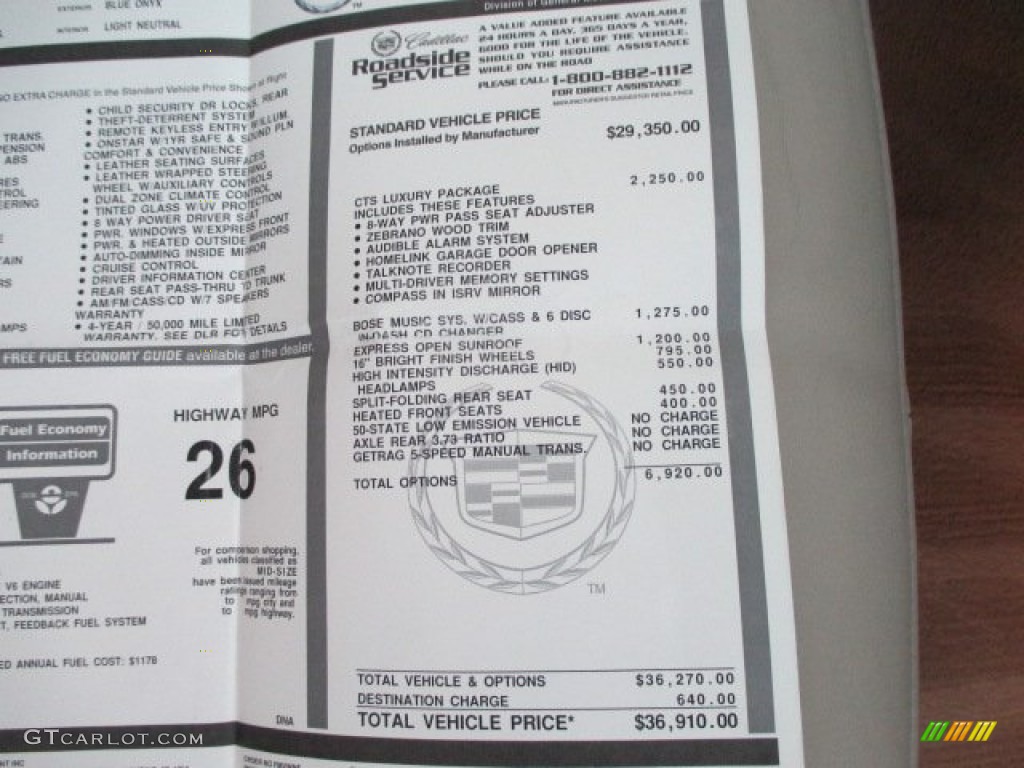 EXTERIOR BLUE ONYX
INTERIOR LIGHT NEUTRAL
TM
Division of General
NO EXTRA CHARGE in the Standard Vehicle Price Shown at Right
TRANS.
ABS
• CHILD SECURITY DR LOCKS, REAR
• THEFT-DETERRENT SYSTEM
• REMOTE KEYLESS ENTRY W/ILLUM.
• ONSTAR W/1YR SAFE & SOUND PLN
COMFORT & CONVENIENCE
• LEATHER SEATING SURFACES
• LEATHER WRAPPED STEERING
WHEEL W/AUXILIARY CONTROLS
• DUAL ZONE CLIMATE CONTROL
• TINTED GLASS W/UV PROTECTION
• 8 WAY POWER DRIVER SEAT
• PWR. WINDOWS W/EXPRESS FRONT
• PWR. & HEATED OUTSIDE MIRRORS
• AUTO-DIMMING INSIDE MIRROR
• CRUISE CONTROL
• DRIVER INFORMATION CENTER
• REAR SEAT PASS-THRU TO TRUNK
• AM/FM/CASS/CD W/7 SPEAKERS
WARRANTY
• 4-YEAR / 50,000 MILE LIMITED
WARRANTY. SEE DLR FOR DETAILS
FREE FUEL ECONOMY GUIDE available at the dealer.
Fuel Economy
Information
HIGHWAY MPG
26
For comparison shopping,
all vehicles classified as
MID-SIZE
have been issued mileage
ratings ranging from
to mpg city and
to mpg highway.
V6 ENGINE
ECTION, MANUAL
TRANSMISSION
T, FEEDBACK FUEL SYSTEM
ED ANNUAL FUEL COST: $1178
DNA
Cadillac
Roadside
Service
A VALUE ADDED FEATURE AVAILABLE
24 HOURS A DAY, 365 DAYS A YEAR,
GOOD FOR THE LIFE OF THE VEHICLE,
SHOULD YOU REQUIRE ASSISTANCE
WHILE ON THE ROAD
PLEASE CALL: 1-800-882-1112
FOR DIRECT ASSISTANCE
MANUFACTURER'S SUGGESTED RETAIL PRICE
STANDARD VEHICLE PRICE $29,350.00
Options Installed by Manufacturer
CTS LUXURY PACKAGE 2,250.00
INCLUDES THESE FEATURES
• 8-WAY PWR PASS SEAT ADJUSTER
• ZEBRANO WOOD TRIM
• AUDIBLE ALARM SYSTEM
• HOMELINK GARAGE DOOR OPENER
• TALKNOTE RECORDER
• MULTI-DRIVER MEMORY SETTINGS
• COMPASS IN ISRV MIRROR
BOSE MUSIC SYS, W/CASS & 6 DISC 1,275.00
IN-DASH CD CHANGER
EXPRESS OPEN SUNROOF 1,200.00
16" BRIGHT FINISH WHEELS 795.00
HIGH INTENSITY DISCHARGE (HID) 550.00
HEADLAMPS
SPLIT-FOLDING REAR SEAT 450.00
HEATED FRONT SEATS 400.00
50-STATE LOW EMISSION VEHICLE NO CHARGE
AXLE REAR 3.73 RATIO NO CHARGE
GETRAG 5-SPEED MANUAL TRANS. NO CHARGE
TOTAL OPTIONS 6,920.00
TM
TOTAL VEHICLE & OPTIONS $36,270.00
DESTINATION CHARGE 640.00
TOTAL VEHICLE PRICE* $36,910.00
GTCARLOT.COM